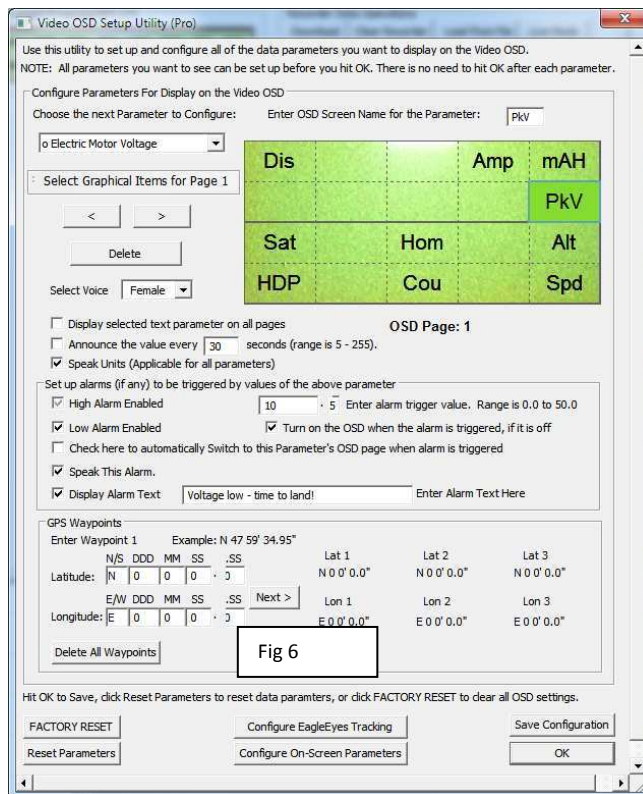 Video OSD Setup Utility (Pro)
Use this utility to set up and configure all of the data parameters you want to display on the Video OSD.
NOTE: All parameters you want to see can be set up before you hit OK. There is no need to hit OK after each parameter.
Configure Parameters For Display on the Video OSD
Choose the next Parameter to Configure:
Enter OSD Screen Name for the Parameter:
PkV
o Electric Motor Voltage
Dis Amp mAH
Select Graphical Items for Page 1
PkV
< >
Sat Hom Alt
Delete
HDP Cou Spd
Select Voice Female
Display selected text parameter on all pages
OSD Page: 1
Announce the value every 30 seconds (range is 5 - 255).
Speak Units (Applicable for all parameters)
Set up alarms (if any) to be triggered by values of the above parameter
High Alarm Enabled 10 . 5 Enter alarm trigger value. Range is 0.0 to 50.0
Low Alarm Enabled Turn on the OSD when the alarm is triggered, if it is off
Check here to automatically Switch to this Parameter's OSD page when alarm is triggered
Speak This Alarm.
Display Alarm Text Voltage low - time to land! Enter Alarm Text Here
GPS Waypoints
Enter Waypoint 1 Example: N 47 59' 34.95"
N/S DDD MM SS .SS Lat 1 Lat 2 Lat 3
Latitude: N 0 0 0 . 0 N 0 0' 0.0" N 0 0' 0.0" N 0 0' 0.0"
E/W DDD MM SS .SS Next > Lon 1 Lon 2 Lon 3
Longitude: E 0 0 0 . 0 E 0 0' 0.0" E 0 0' 0.0" E 0 0' 0.0"
Delete All Waypoints
Fig 6
Hit OK to Save, click Reset Parameters to reset data paramters, or click FACTORY RESET to clear all OSD settings.
FACTORY RESET Configure EagleEyes Tracking Save Configuration
Reset Parameters Configure On-Screen Parameters OK